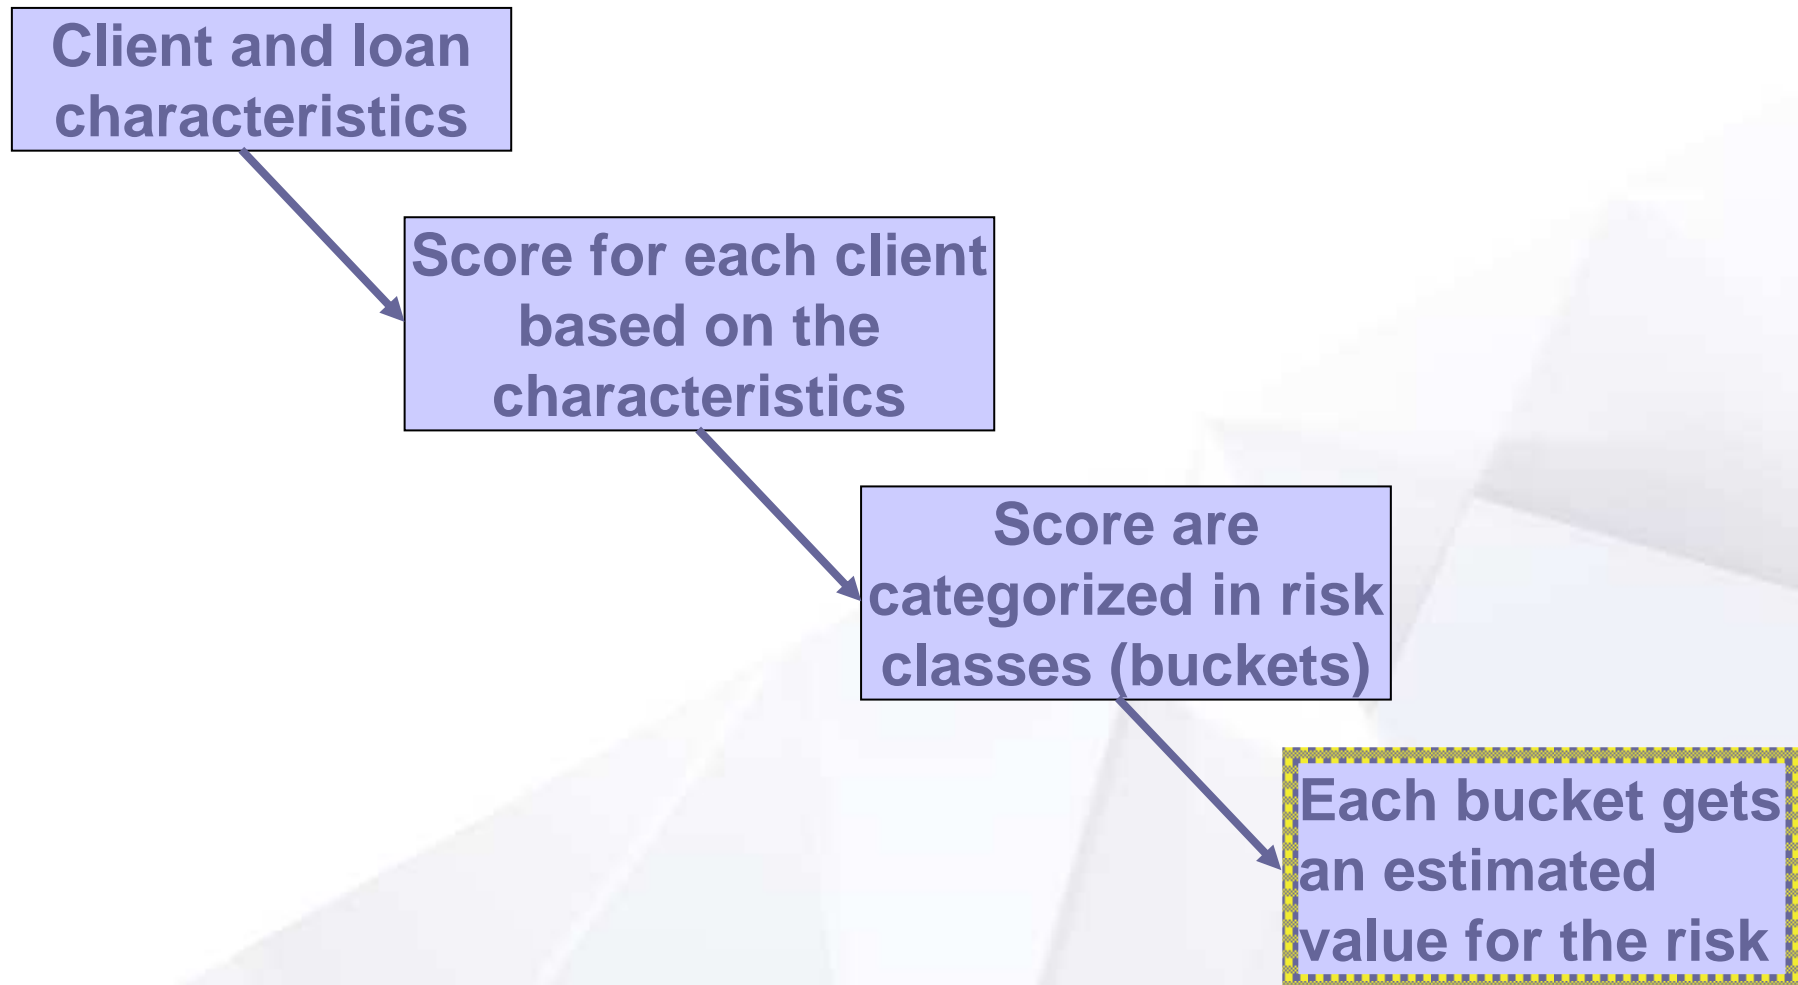 Client and loan
characteristics
Score for each client
based on the
characteristics
Score are
categorized in risk
classes (buckets)
Each bucket gets
an estimated
value for the risk